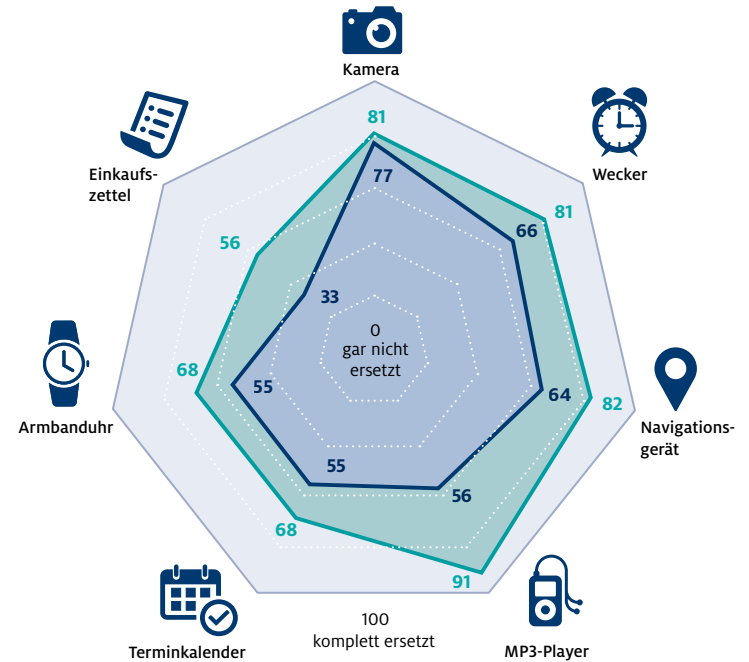 Kamera
81
77
Wecker
81
66
Einkaufs-
zettel
56
33
0
gar nicht
ersetzt
Armbanduhr
68
55
64
82
Navigations-
gerät
55
56
68
91
Terminkalender
100
komplett ersetzt
MP3-Player